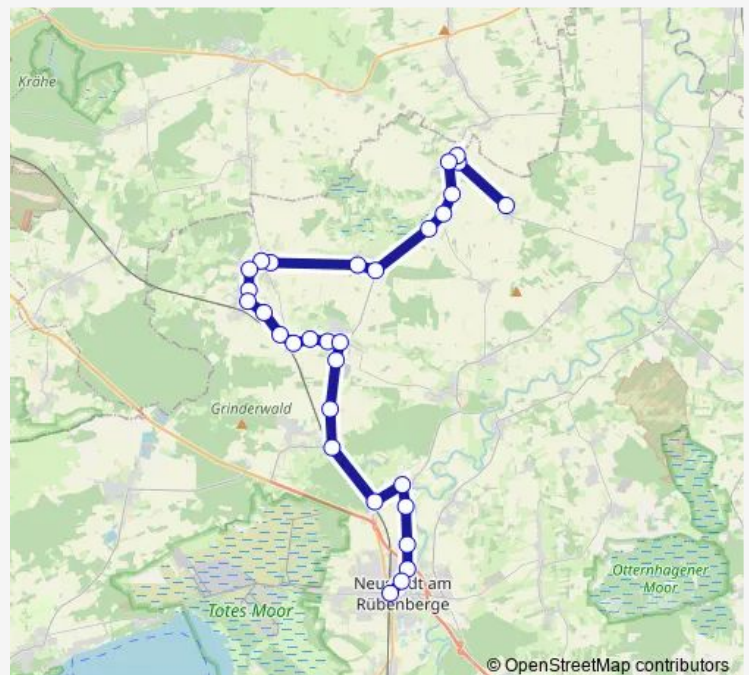 Krähe
Grinderwald
Neustadt am
Rübenberge
Totes Moor
Otternhagener
Moor
© OpenStreetMap contributors